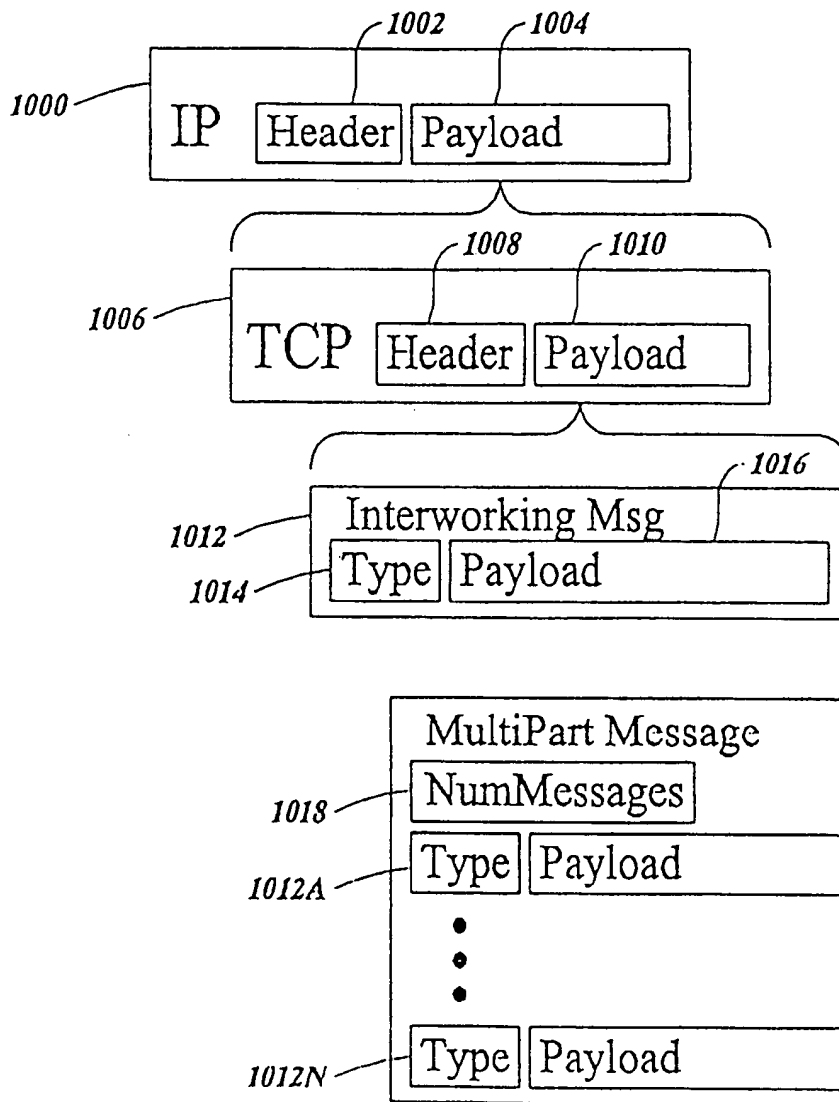 1002 1004
1000
IP Header Payload
1008 1010
1006
TCP Header Payload
1016
1012 Interworking Msg
1014 Type Payload
MultiPart Message
1018 NumMessages
1012A Type Payload
1012N Type Payload